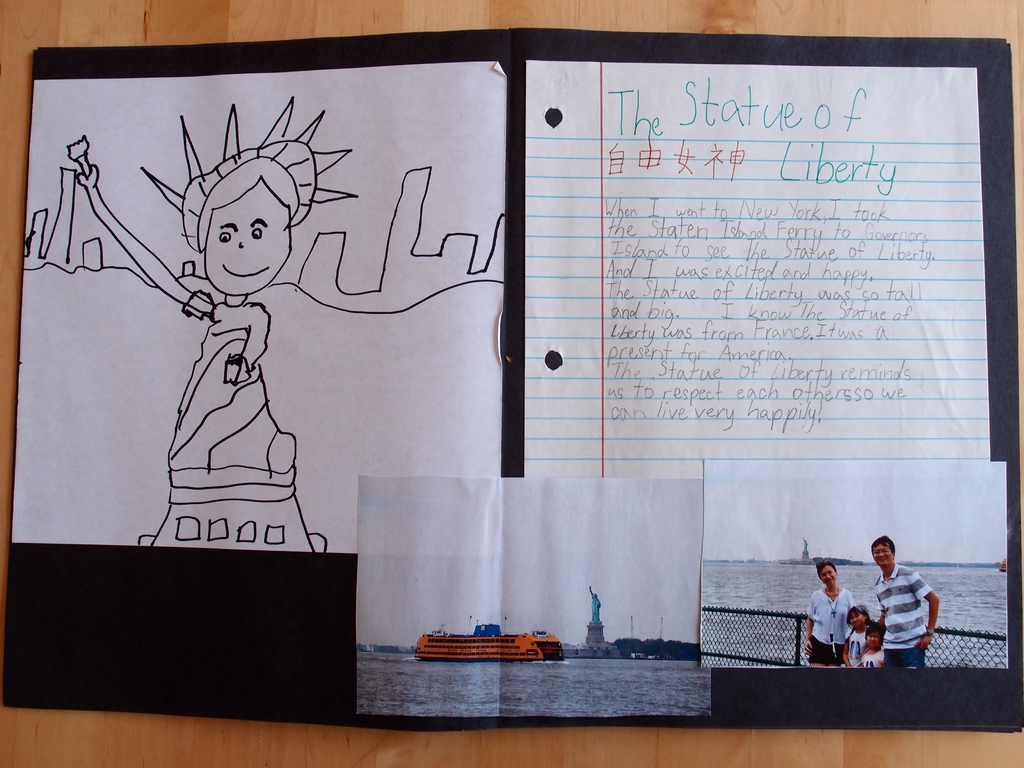 The Statue of
自由女神 Liberty
When I went to New York, I took
the Staten Island Ferry to Governors
Island to see The Statue of Liberty.
And I was excited and happy.
The Statue of Liberty was so tall
and big. I know The Statue of
Liberty was from France. It was a
present for America.
The Statue of Liberty reminds
us to respect each othersso we
can live very happily!